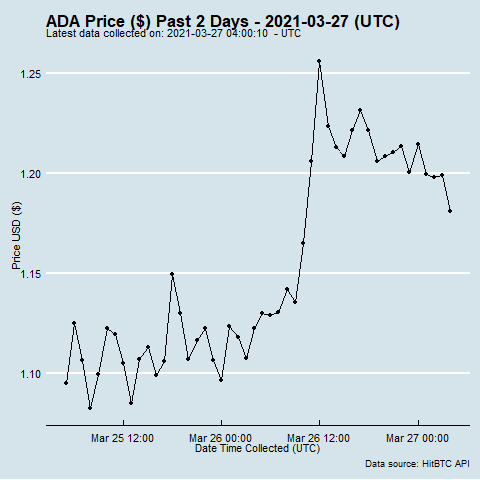 ADA Price ($) Past 2 Days - 2021-03-27 (UTC)
Latest data collected on: 2021-03-27 04:00:10  - UTC
1.25
1.20
1.15
1.10
Price USD ($)
Mar 25 12:00 Mar 26 00:00 Mar 26 12:00 Mar 27 00:00
Date Time Collected (UTC)
Data source: HitBTC API